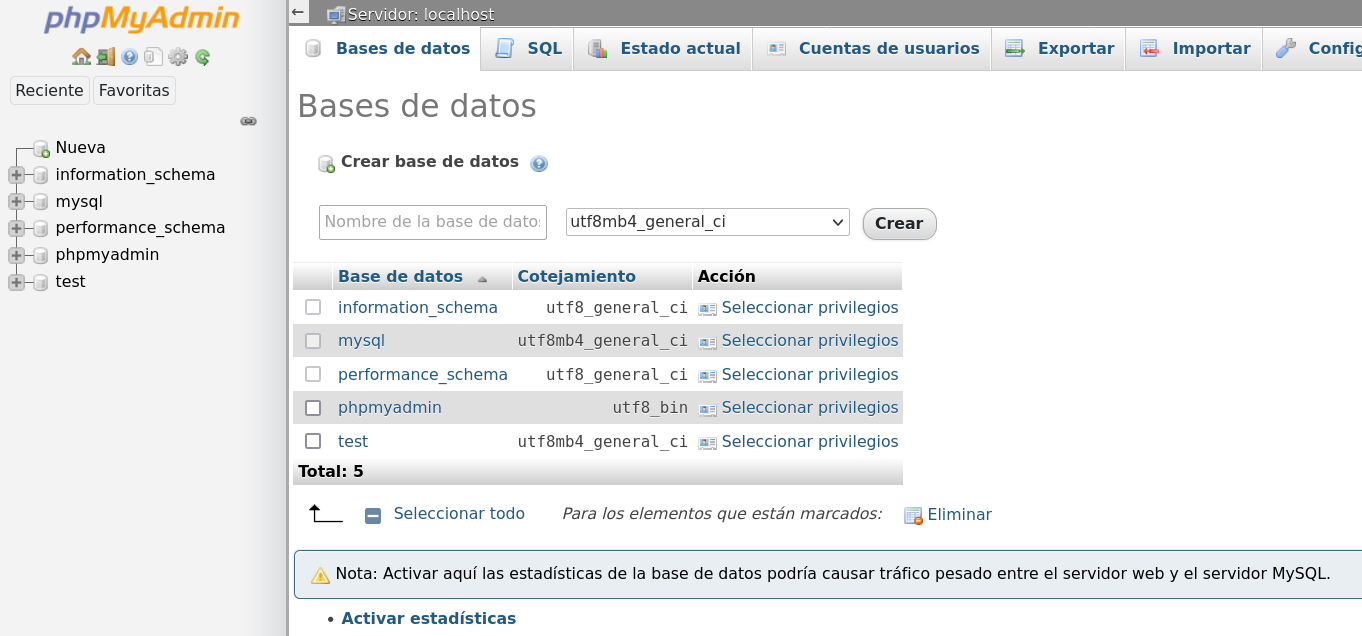 phpMyAdmin
Reciente Favoritas
Nueva
information_schema
mysql
performance_schema
phpmyadmin
test
Servidor: localhost
Bases de datos SQL Estado actual Cuentas de usuarios Exportar Importar Config
Bases de datos
Crear base de datos
Nombre de la base de datos utf8mb4_general_ci Crear
Base de datos Cotejamiento Acción
information_schema utf8_general_ci Seleccionar privilegios
mysql utf8mb4_general_ci Seleccionar privilegios
performance_schema utf8_general_ci Seleccionar privilegios
phpmyadmin utf8_bin Seleccionar privilegios
test utf8mb4_general_ci Seleccionar privilegios
Total: 5
Seleccionar todo Para los elementos que están marcados: Eliminar
Nota: Activar aquí las estadísticas de la base de datos podría causar tráfico pesado entre el servidor web y el servidor MySQL.
• Activar estadísticas